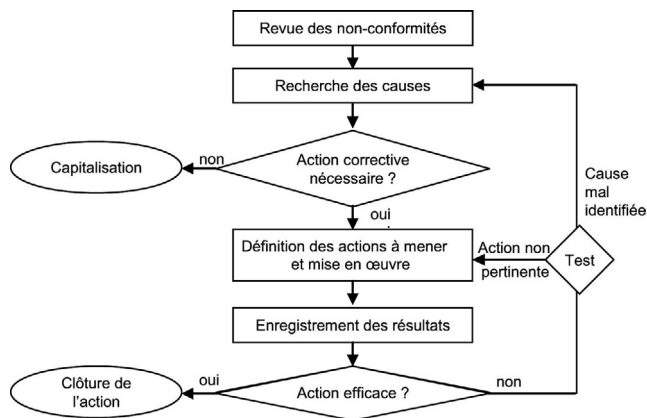 Revue des non-conformités
Recherche des causes
Capitalisation
non
Action corrective
nécessaire ?
oui
Cause
mal
identifiée
Définition des actions à mener
et mise en œuvre
Action non
pertinente
Test
Enregistrement des résultats
Clôture de
l'action
oui
Action efficace ?
non